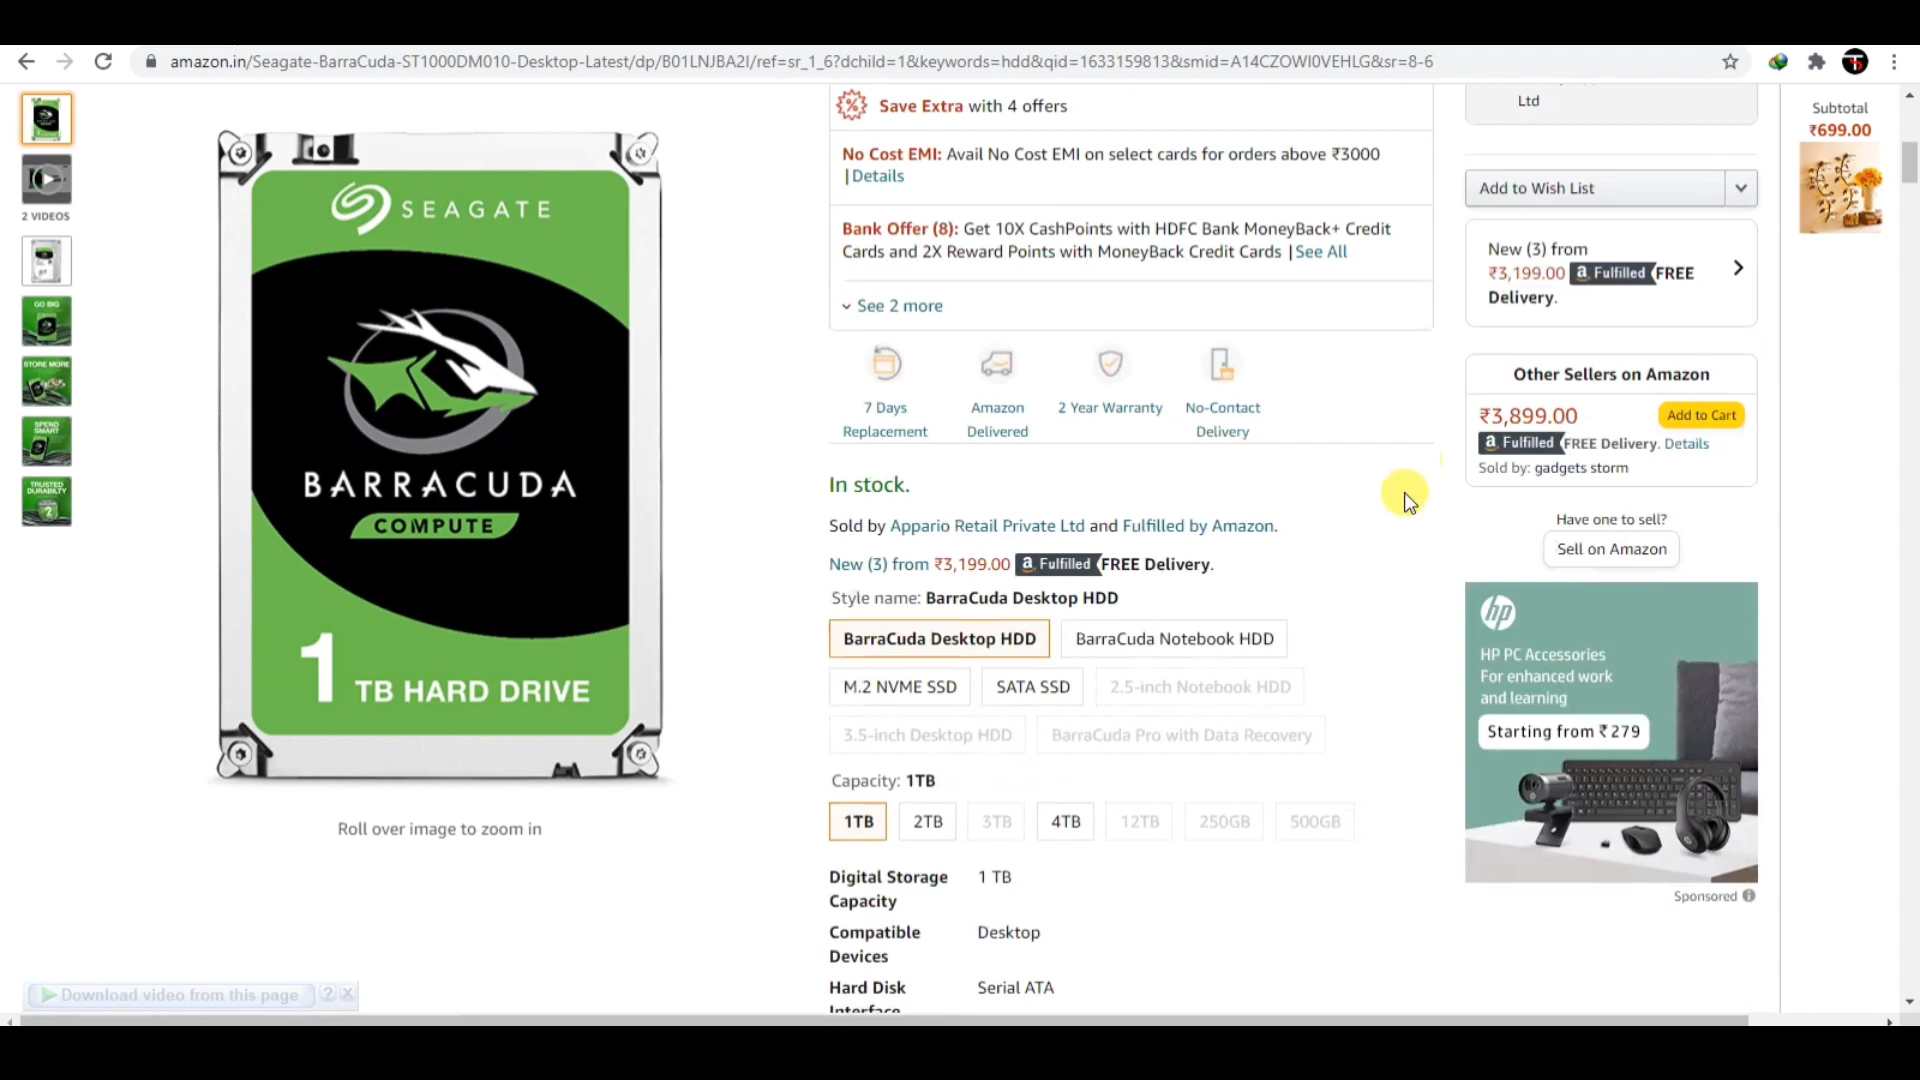 amazon.in/Seagate-BarraCuda-ST1000DM010-Desktop-Latest/dp/B01LNJBA2I/ref=sr_1_6?dchild=1&keywords=hdd&qid=1633159813&smid=A14CZOWI0VEHLG&sr=8-6
2 VIDEOS
GO BIG
STORE MORE
SPEND
SMART
TRUSTED
DURABILITY
2
SEAGATE
BARRACUDA
COMPUTE
1 TB HARD DRIVE
Roll over image to zoom in
Download video from this page ?
Save Extra with 4 offers
No Cost EMI: Avail No Cost EMI on select cards for orders above ₹3000
|Details
Bank Offer (8): Get 10X CashPoints with HDFC Bank MoneyBack+ Credit
Cards and 2X Reward Points with MoneyBack Credit Cards |See All
See 2 more
7 Days
Replacement
Amazon
Delivered
2 Year Warranty
No-Contact
Delivery
In stock.
Sold by Appario Retail Private Ltd and Fulfilled by Amazon.
New (3) from ₹3,199.00 a Fulfilled FREE Delivery.
Style name: BarraCuda Desktop HDD
BarraCuda Desktop HDD BarraCuda Notebook HDD
M.2 NVME SSD SATA SSD 2.5-inch Notebook HDD
3.5-inch Desktop HDD BarraCuda Pro with Data Recovery
Capacity: 1TB
1TB 2TB 3TB 4TB 12TB 250GB 500GB
Digital Storage 1 TB
Capacity
Compatible Desktop
Devices
Hard Disk Serial ATA
Interface
Ltd
Add to Wish List
New (3) from
₹3,199.00 a Fulfilled FREE
Delivery.
Other Sellers on Amazon
₹3,899.00 Add to Cart
a Fulfilled FREE Delivery. Details
Sold by: gadgets storm
Have one to sell?
Sell on Amazon
hp
HP PC Accessories
For enhanced work
and learning
Starting from ₹279
Sponsored
Subtotal
₹699.00